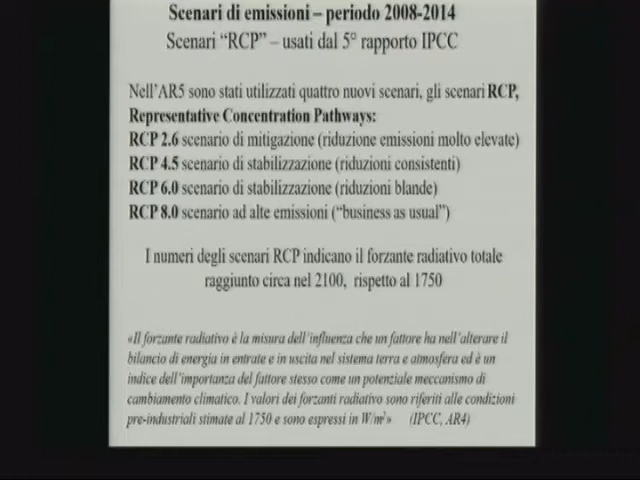 Scenari di emissioni – periodo 2008-2014
Scenari “RCP” – usati dal 5° rapporto IPCC
Nell’AR5 sono stati utilizzati quattro nuovi scenari, gli scenari RCP,
Representative Concentration Pathways:
RCP 2.6 scenario di mitigazione (riduzione emissioni molto elevate)
RCP 4.5 scenario di stabilizzazione (riduzioni consistenti)
RCP 6.0 scenario di stabilizzazione (riduzioni blande)
RCP 8.0 scenario ad alte emissioni (“business as usual”)
I numeri degli scenari RCP indicano il forzante radiativo totale
raggiunto circa nel 2100, rispetto al 1750
«Il forzante radiativo è la misura dell’influenza che un fattore ha nell’alterare il
bilancio di energia in entrate e in uscita nel sistema terra e atmosfera ed è un
indice dell’importanza del fattore stesso come un potenziale meccanismo di
cambiamento climatico. I valori dei forzanti radiativo sono riferiti alle condizioni
pre-industriali stimate al 1750 e sono espressi in W/m²» (IPCC, AR4)